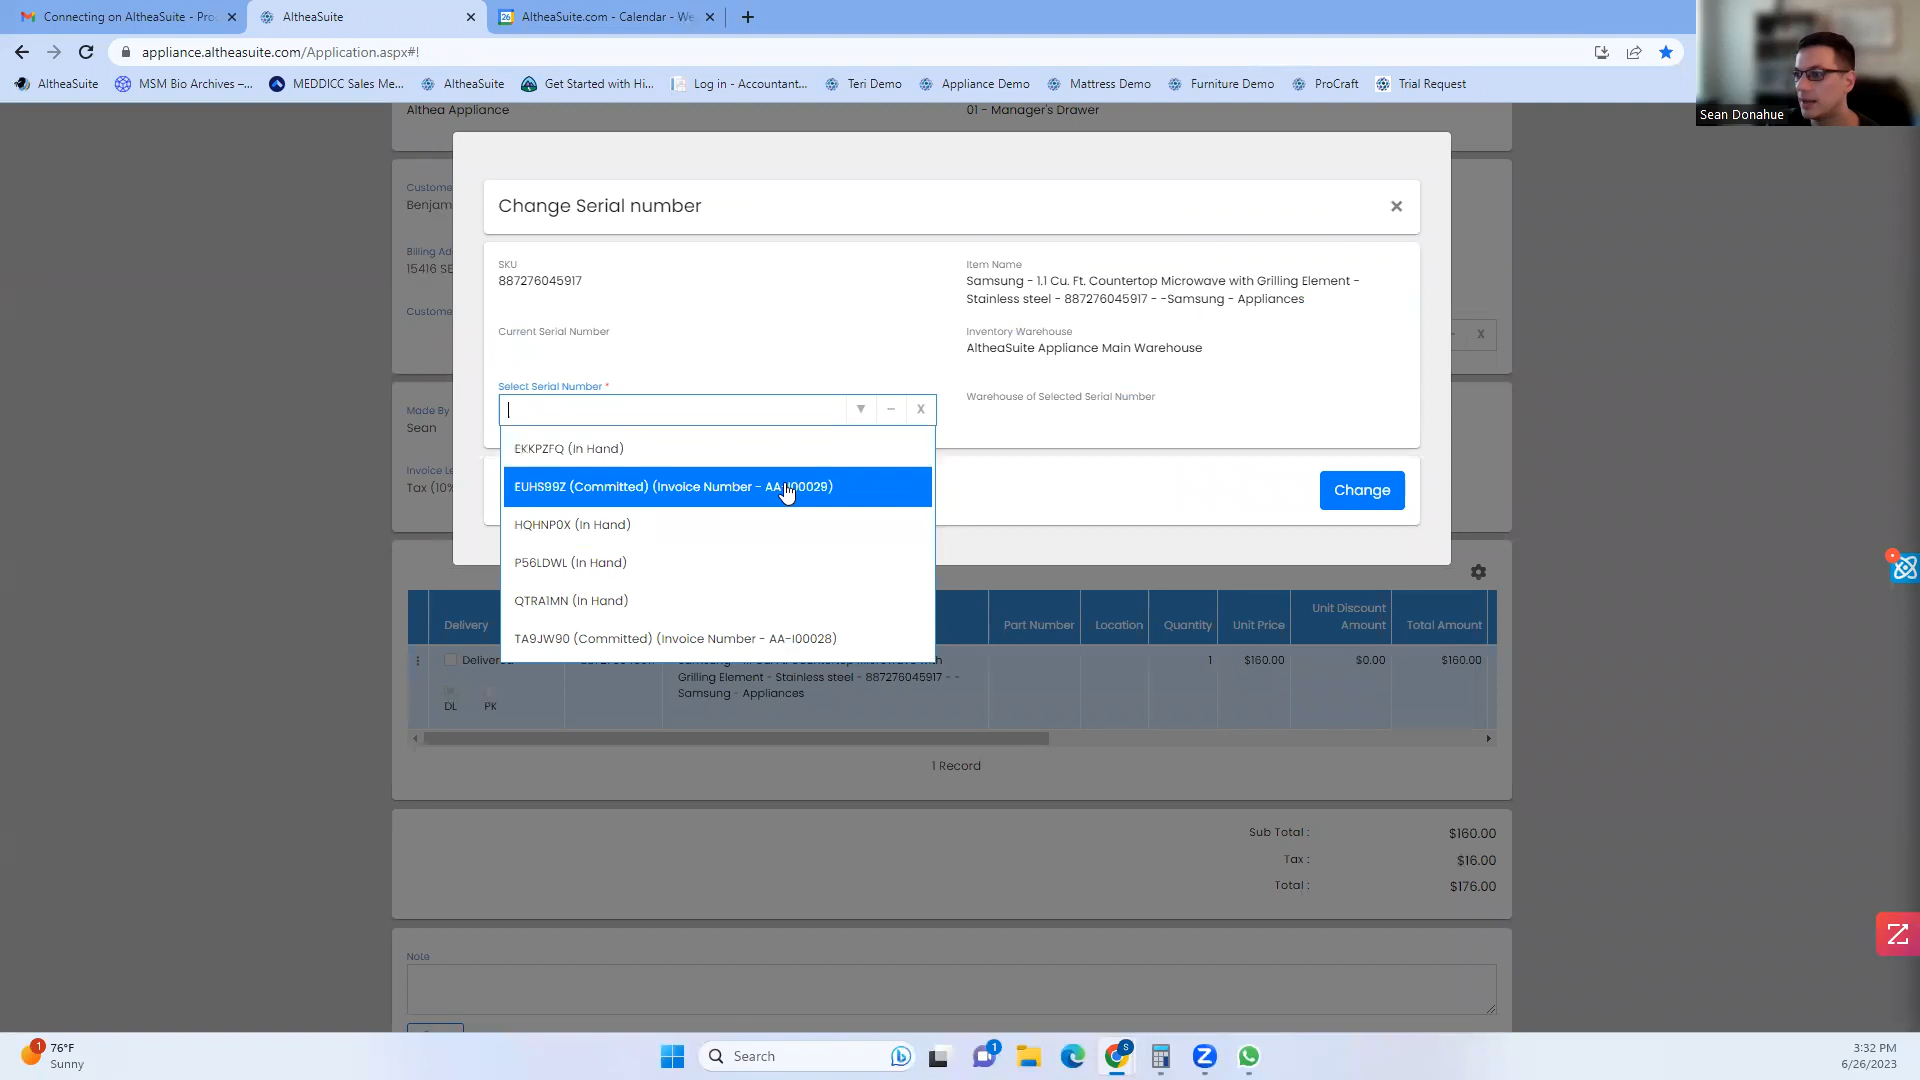 Connecting on AltheaSuite - Pro
AltheaSuite
AltheaSuite.com - Calendar - We
appliance.altheasuite.com/Application.aspx#!
AltheaSuite
MSM Bio Archives –...
MEDDICC Sales Me...
AltheaSuite
Get Started with Hi...
Log in - Accountant...
Teri Demo
Appliance Demo
Mattress Demo
Furniture Demo
ProCraft
Trial Request
Sean Donahue
Althea Appliance
01 - Manager's Drawer
Custome
Benjam
Billing Ad
15416 SE
Custome
X
Change Serial number
SKU
887276045917
Item Name
Samsung - 1.1 Cu. Ft. Countertop Microwave with Grilling Element -
Stainless steel - 887276045917 - -Samsung - Appliances
Current Serial Number
Inventory Warehouse
AltheaSuite Appliance Main Warehouse
Select Serial Number *
X
Warehouse of Selected Serial Number
Made By
Sean
Invoice Le
Tax (10%
EKKPZFQ (In Hand)
EUHS99Z (Committed) (Invoice Number - AA-I00029)
HQHNP0X (In Hand)
P56LDWL (In Hand)
QTRA1MN (In Hand)
TA9JW90 (Committed) (Invoice Number - AA-I00028)
Change
Delivery
Part Number
Location
Quantity
Unit Price
Unit Discount
Amount
Total Amount
1
$160.00
$0.00
$160.00
Grilling Element - Stainless steel - 887276045917 - -
Samsung - Appliances
DL
PK
1 Record
Sub Total :
$160.00
Tax :
$16.00
Total :
$176.00
Note
1
76°F
Sunny
Search
1
S
3:32 PM
6/26/2023